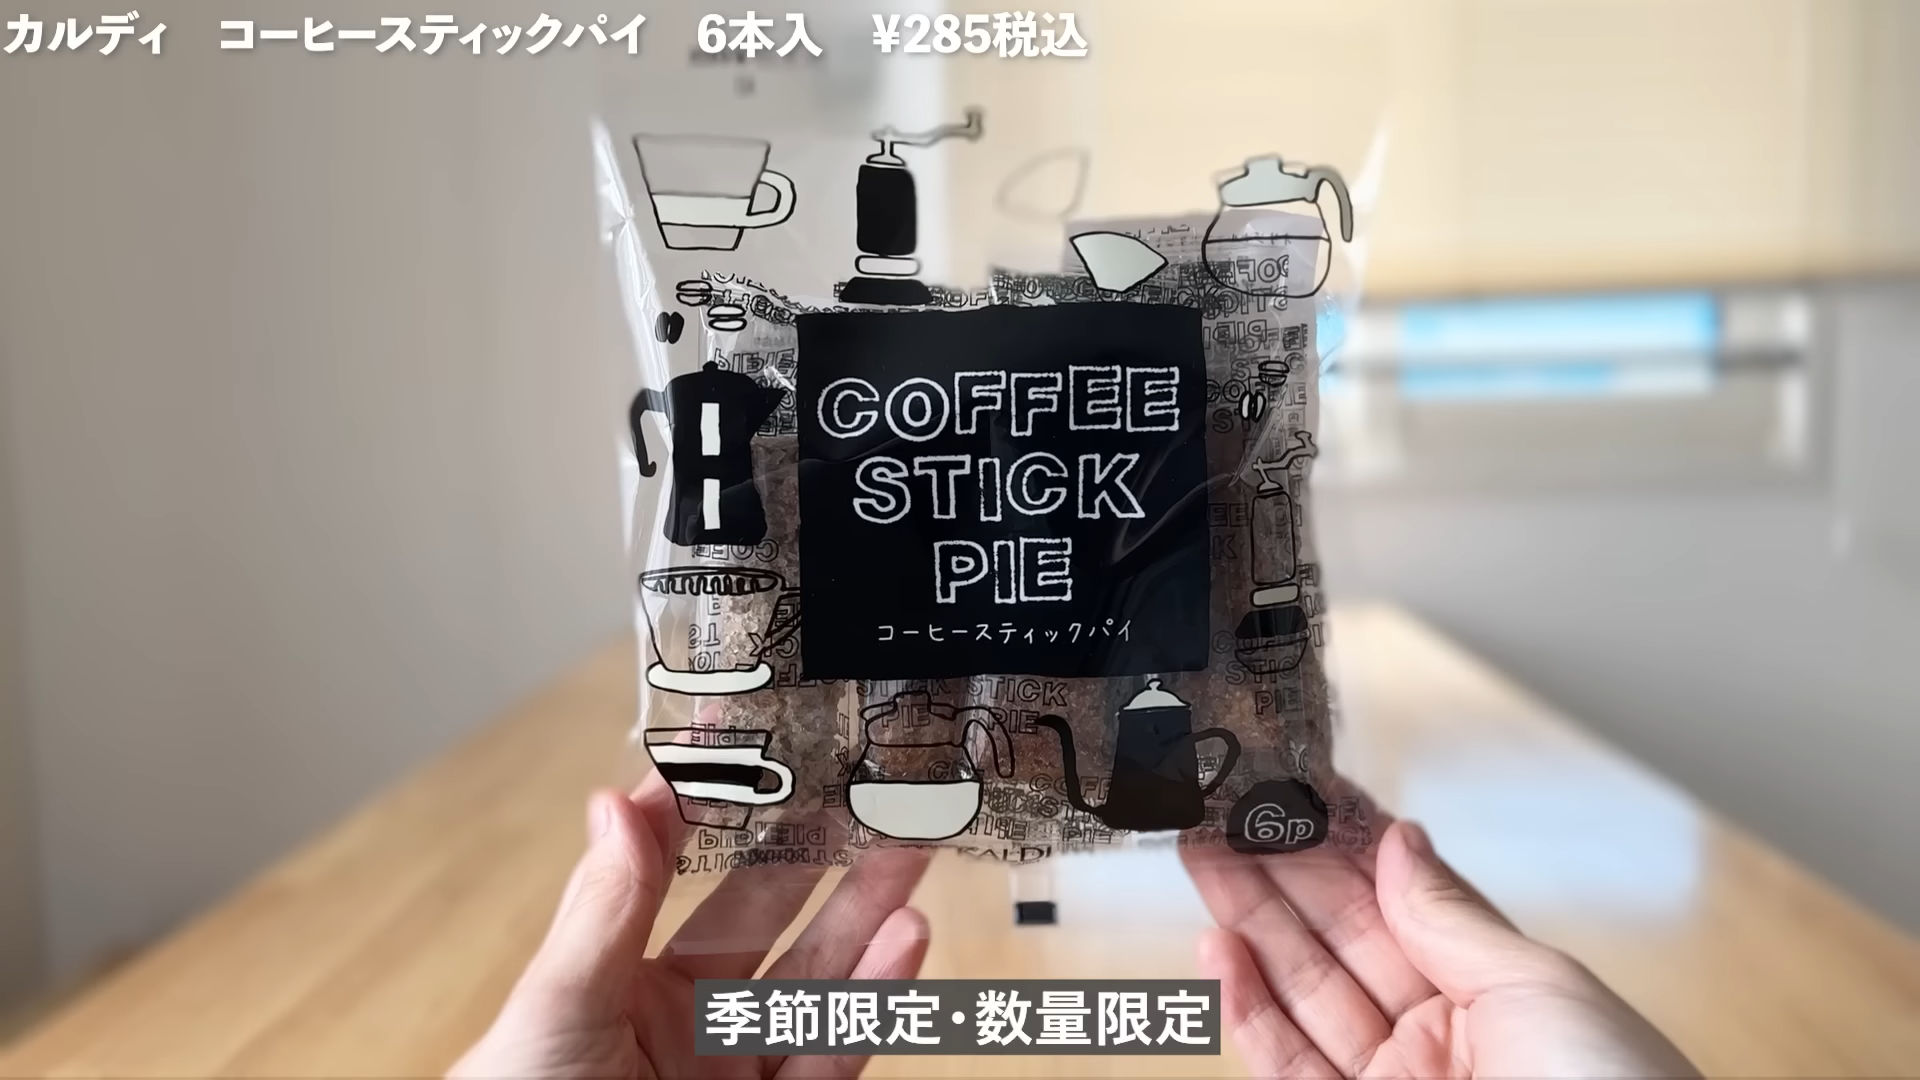 カルディ　コーヒースティックパイ　6本入　¥285税込
COFFEE
STICK
PIE
コーヒースティックパイ
6p
KALDI
季節限定・数量限定